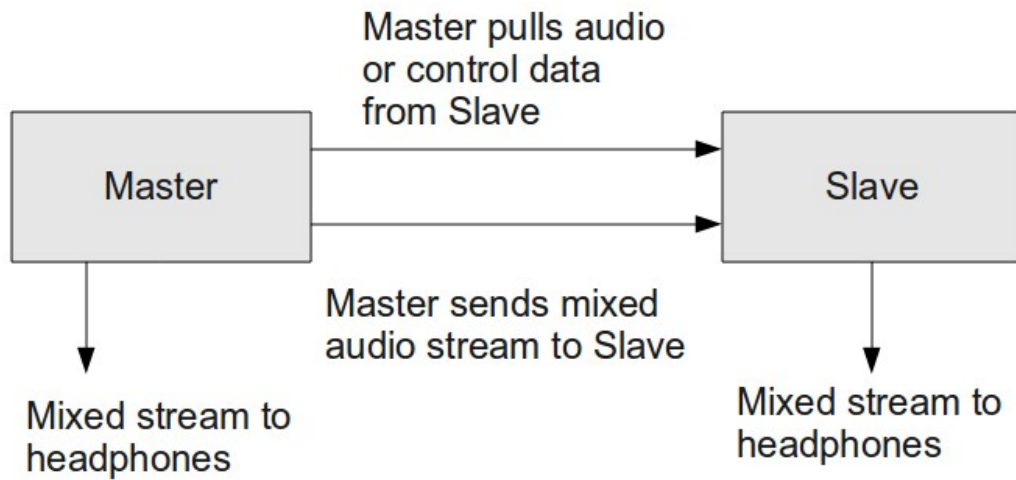 Master pulls audio
or control data
from Slave
Master
Slave
Master sends mixed
audio stream to Slave
Mixed stream to
headphones
Mixed stream to
headphones